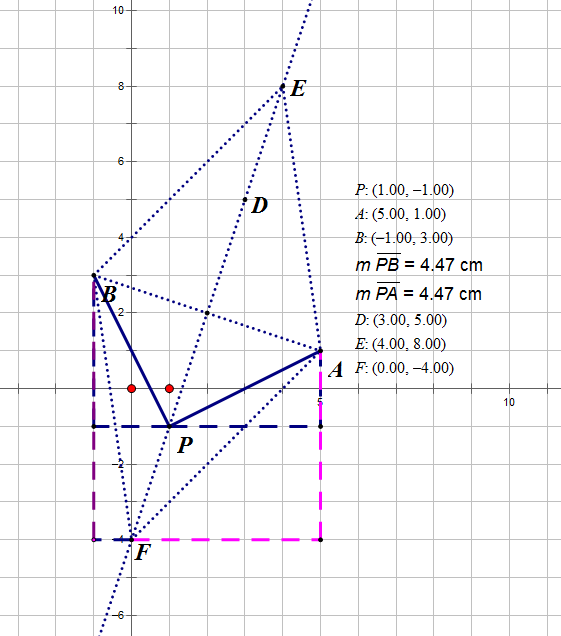 10
8
E
6
D
4
2
B
A
5
10
P
−2
4
F
−6
P: (1.00, −1.00)
A: (5.00, 1.00)
B: (−1.00, 3.00)
m PB = 4.47 cm
m PA = 4.47 cm
D: (3.00, 5.00)
E: (4.00, 8.00)
F: (0.00, −4.00)